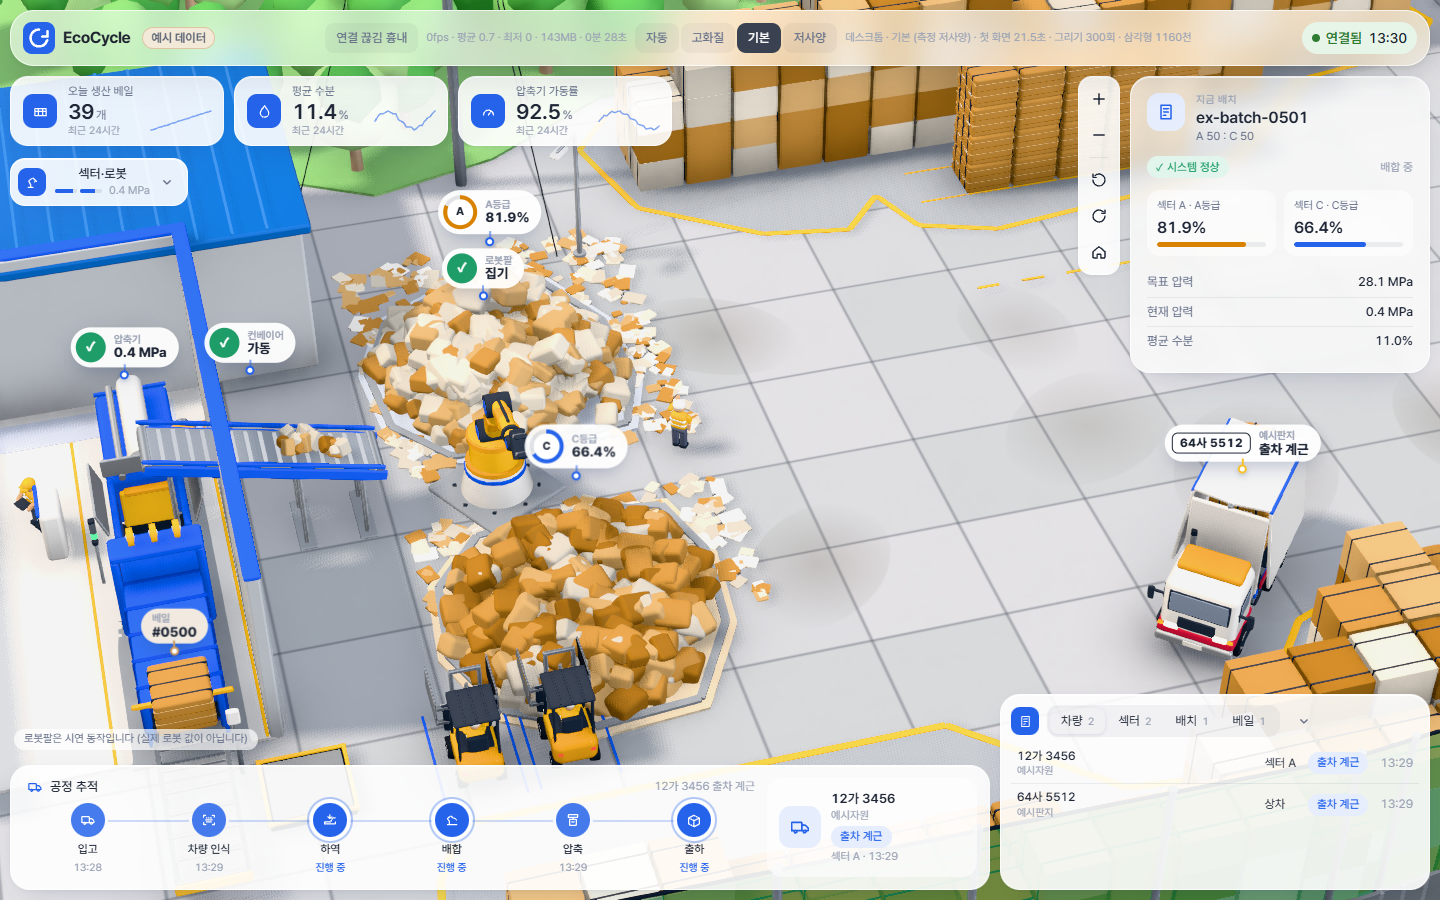 EcoCycle
예시 데이터
연결 끊김 흉내
0fps · 평균 0.7 · 최저 0 · 143MB · 0분 28초
자동
고화질
기본
저사양
데스크톱 · 기본 (측정 저사양) · 첫 화면 21.5초 · 그리기 300회 · 삼각형 1160천
연결됨 13:30
오늘 생산 베일
39개
최근 24시간
평균 수분
11.4%
최근 24시간
압축기 가동률
92.5%
최근 24시간
섹터·로봇
0.4 MPa
지금 배치
ex-batch-0501
A 50 : C 50
✓ 시스템 정상
배합 중
섹터 A · A등급
81.9%
섹터 C · C등급
66.4%
목표 압력
28.1 MPa
현재 압력
0.4 MPa
평균 수분
11.0%
A
A등급
81.9%
로봇팔
집기
압축기
0.4 MPa
컨베이어
가동
C
C등급
66.4%
64사 5512
예시판지
출차 계근
베일
#0500
로봇팔은 시연 동작입니다 (실제 로봇 값이 아닙니다)
공정 추적
12가 3456 출차 계근
입고
13:28
차량 인식
13:29
하역
진행 중
배합
진행 중
압축
13:29
출하
진행 중
12가 3456
예시자원
출차 계근
섹터 A · 13:29
차량 2
섹터 2
배치 1
베일 1
12가 3456
예시자원
섹터 A
출차 계근
13:29
64사 5512
예시판지
상차
출차 계근
13:29